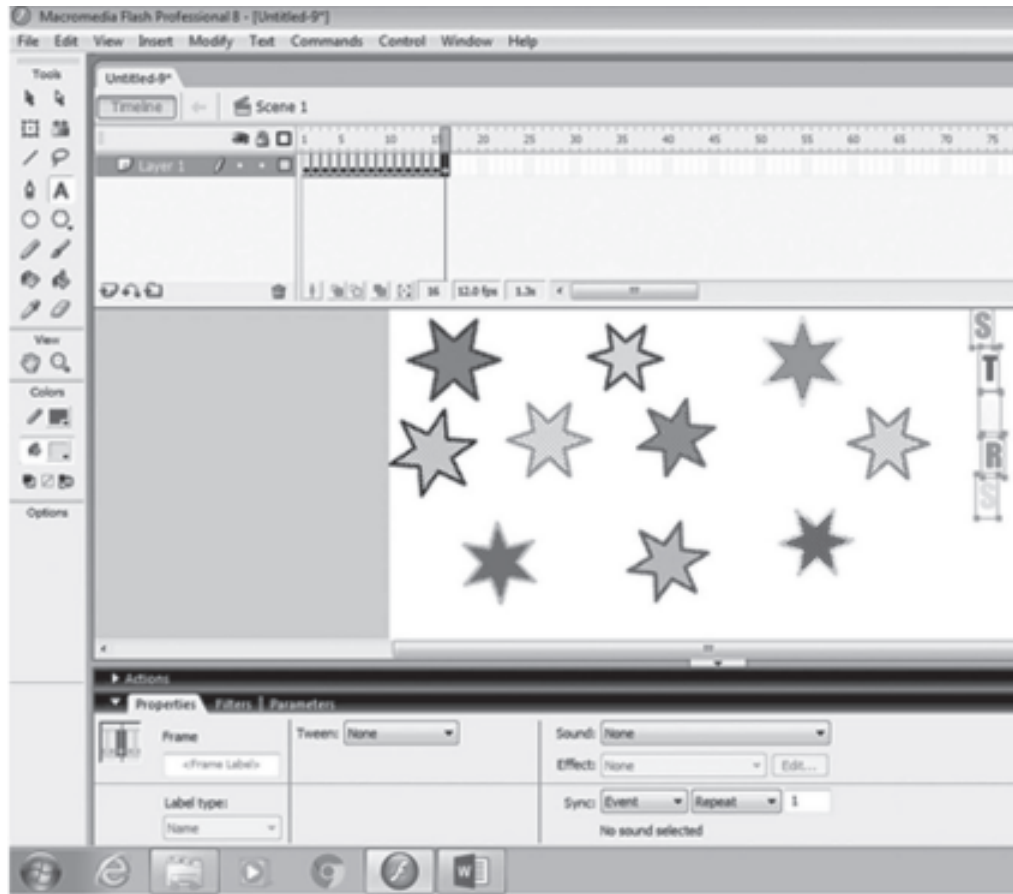 Macromedia Flash Professional 8 - [Untitled-9*]
File Edit View Insert Modify Text Commands Control Window Help
Tools
Untitled-9*
Timeline Scene 1
1 5 10 15 20 25 30 35 40 45 50 55 60 65 70 75
Layer 1
A
16 12.0 fps 1.3s
View
Colors
Options
S
T
R
S
Actions
Properties Filters Parameters
Frame
<Frame Label>
Label type:
Name
Tween: None
Sound: None
Effect: None Edit...
Sync: Event Repeat 1
No sound selected